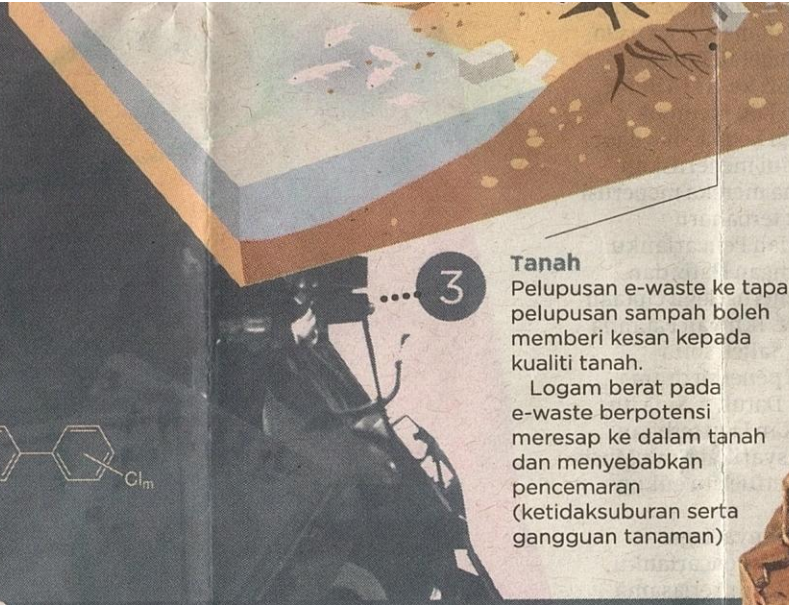 3
Tanah
Pelupusan e-waste ke tapa
pelupusan sampah boleh
memberi kesan kepada
kualiti tanah.
Logam berat pada
e-waste berpotensi
meresap ke dalam tanah
dan menyebabkan
pencemaran
(ketidaksuburan serta
gangguan tanaman)
Clm